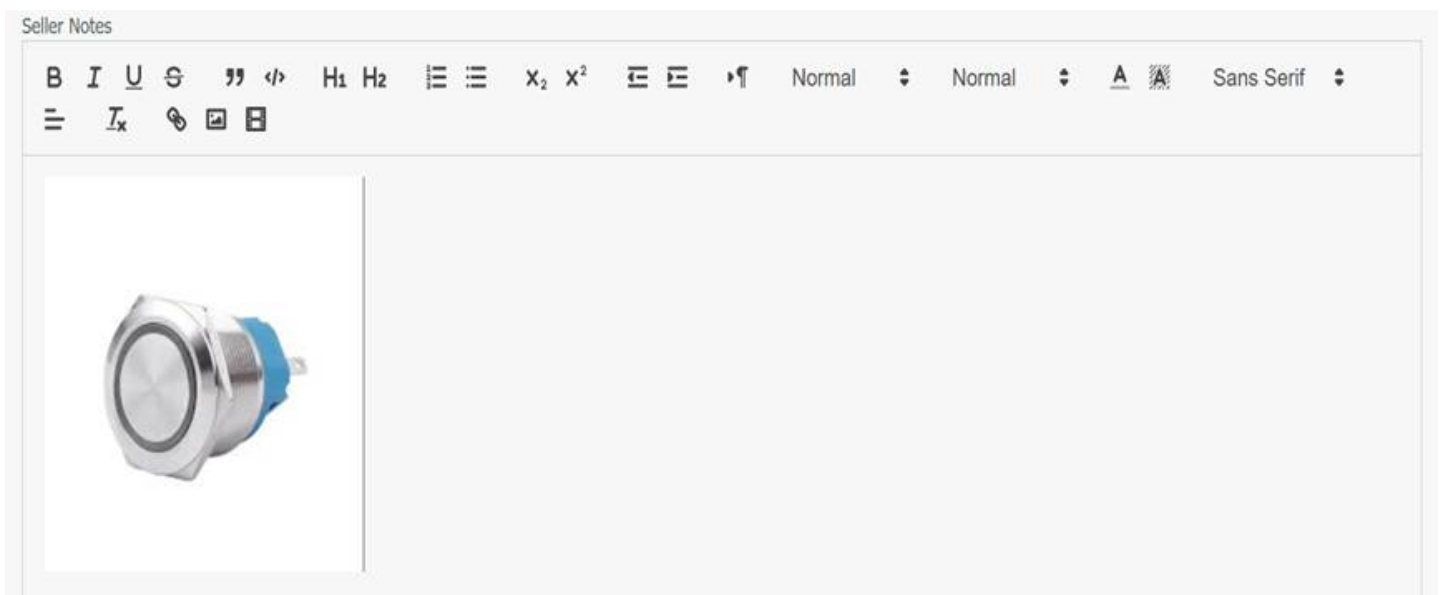 Seller Notes
B I U S ” </> H1 H2 X₂ X² ¶ Normal Normal A A Sans Serif
Tx